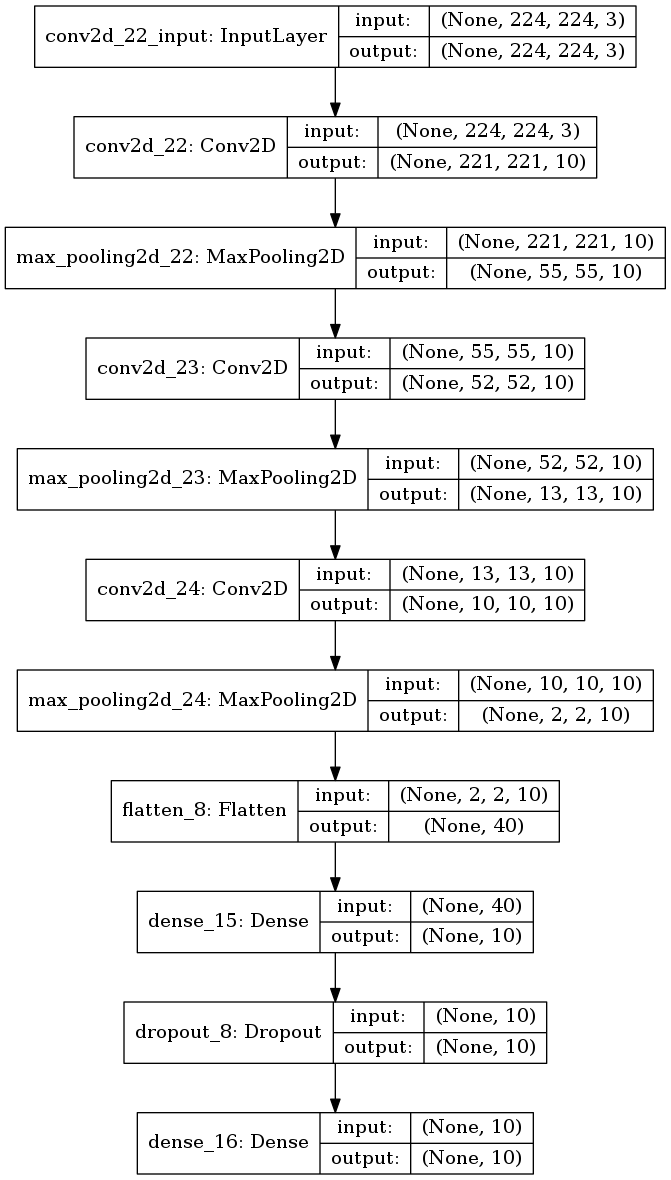 conv2d_22_input: InputLayer
input: (None, 224, 224, 3)
output: (None, 224, 224, 3)
conv2d_22: Conv2D
input: (None, 224, 224, 3)
output: (None, 221, 221, 10)
max_pooling2d_22: MaxPooling2D
input: (None, 221, 221, 10)
output: (None, 55, 55, 10)
conv2d_23: Conv2D
input: (None, 55, 55, 10)
output: (None, 52, 52, 10)
max_pooling2d_23: MaxPooling2D
input: (None, 52, 52, 10)
output: (None, 13, 13, 10)
conv2d_24: Conv2D
input: (None, 13, 13, 10)
output: (None, 10, 10, 10)
max_pooling2d_24: MaxPooling2D
input: (None, 10, 10, 10)
output: (None, 2, 2, 10)
flatten_8: Flatten
input: (None, 2, 2, 10)
output: (None, 40)
dense_15: Dense
input: (None, 40)
output: (None, 10)
dropout_8: Dropout
input: (None, 10)
output: (None, 10)
dense_16: Dense
input: (None, 10)
output: (None, 10)